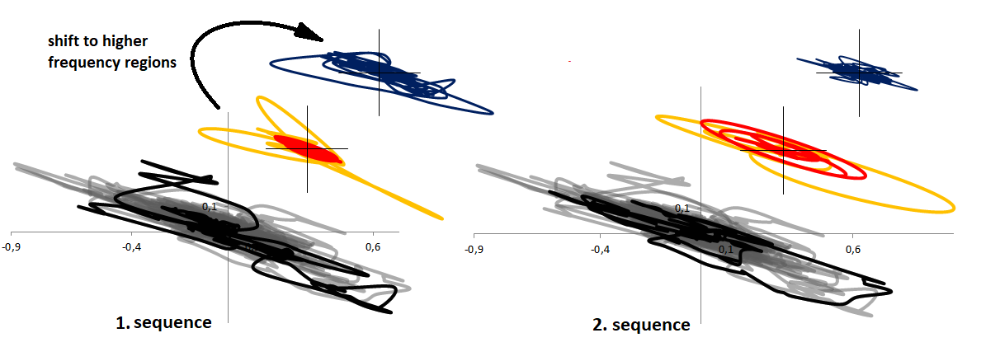 shift to higher
frequency regions
0,1
-0,9
-0,4
0,6
1. sequence
0,1
-0,9
-0,4
0,1
0,6
2. sequence